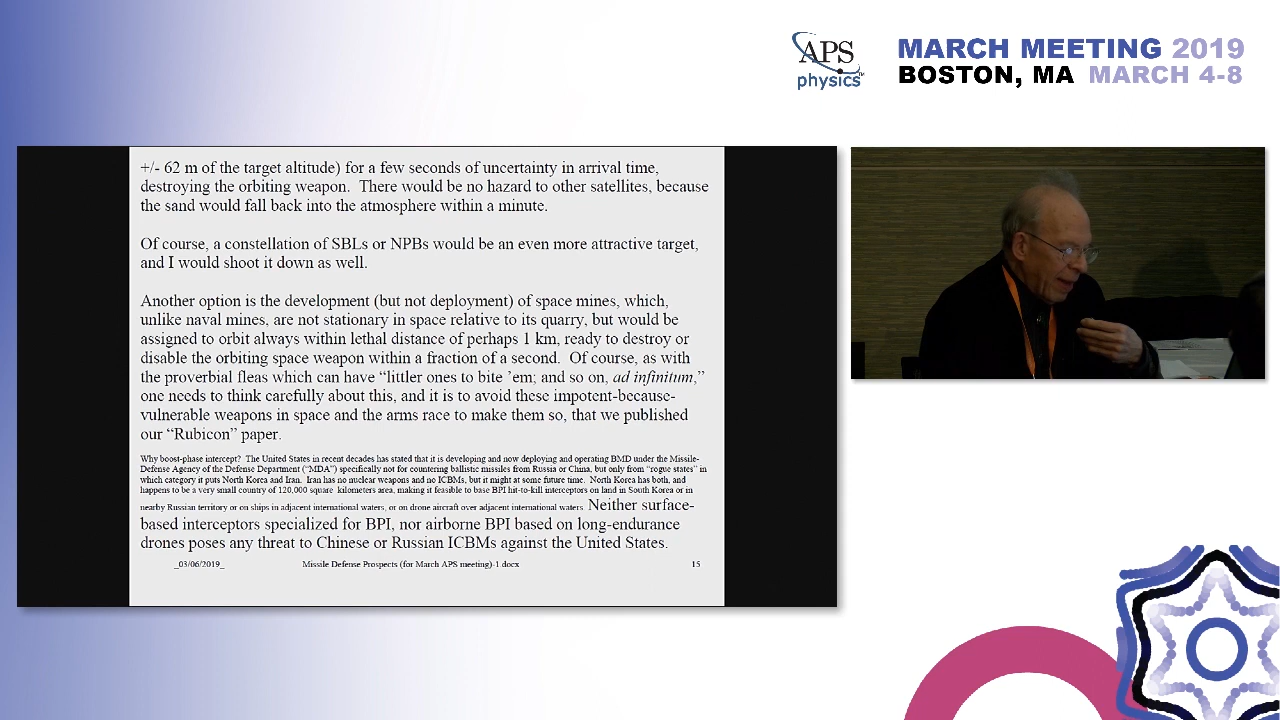 APS
physics
MARCH MEETING 2019
BOSTON, MA MARCH 4-8
+/- 62 m of the target altitude) for a few seconds of uncertainty in arrival time,
destroying the orbiting weapon. There would be no hazard to other satellites, because
the sand would fall back into the atmosphere within a minute.
Of course, a constellation of SBLs or NPBs would be an even more attractive target,
and I would shoot it down as well.
Another option is the development (but not deployment) of space mines, which,
unlike naval mines, are not stationary in space relative to its quarry, but would be
assigned to orbit always within lethal distance of perhaps 1 km, ready to destroy or
disable the orbiting space weapon within a fraction of a second. Of course, as with
the proverbial fleas which can have “littler ones to bite ’em; and so on, ad infinitum,”
one needs to think carefully about this, and it is to avoid these impotent-because-
vulnerable weapons in space and the arms race to make them so, that we published
our “Rubicon” paper.
Why boost-phase intercept? The United States in recent decades has stated that it is developing and now deploying and operating BMD under the Missile-
Defense Agency of the Defense Department (“MDA”) specifically not for countering ballistic missiles from Russia or China, but only from “rogue states” in
which category it puts North Korea and Iran. Iran has no nuclear weapons and no ICBMs, but it might at some future time. North Korea has both, and
happens to be a very small country of 120,000 square kilometers area, making it feasible to base BPI hit-to-kill interceptors on land in South Korea or in
nearby Russian territory or on ships in adjacent international waters, or on drone aircraft over adjacent international waters. Neither surface-
based interceptors specialized for BPI, nor airborne BPI based on long-endurance
drones poses any threat to Chinese or Russian ICBMs against the United States.
_03/06/2019_ Missile Defense Prospects (for March APS meeting)-1.docx 15